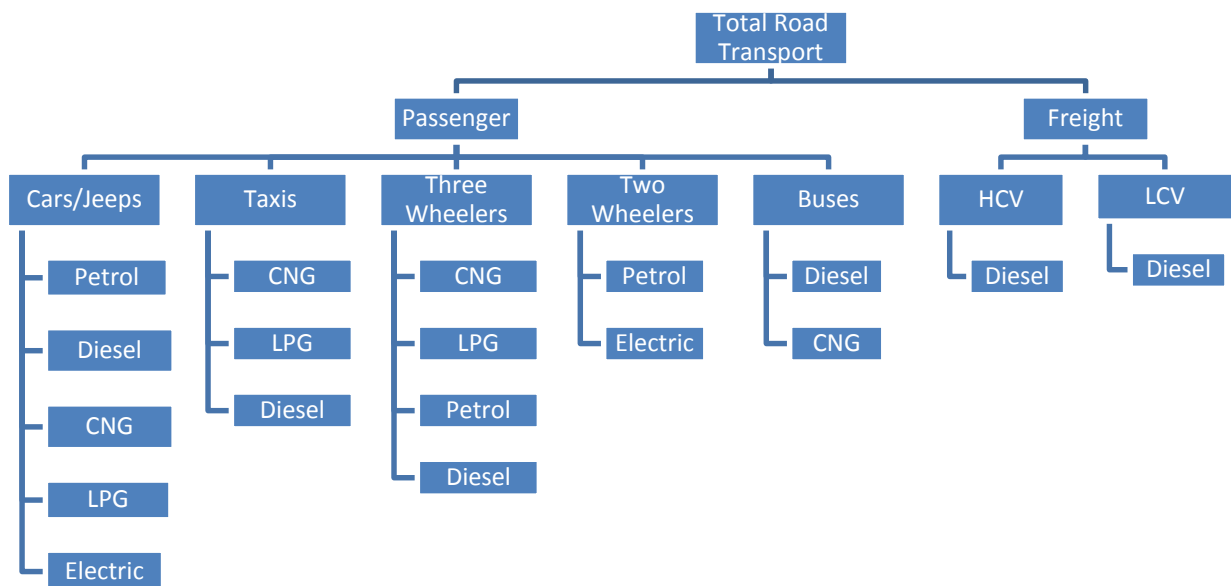 Total Road
Transport
Passenger
Freight
Cars/Jeeps
Taxis
Three
Wheelers
Two
Wheelers
Buses
HCV
LCV
Petrol
Diesel
CNG
LPG
Electric
CNG
LPG
Diesel
CNG
LPG
Petrol
Diesel
Petrol
Electric
Diesel
CNG
Diesel
Diesel